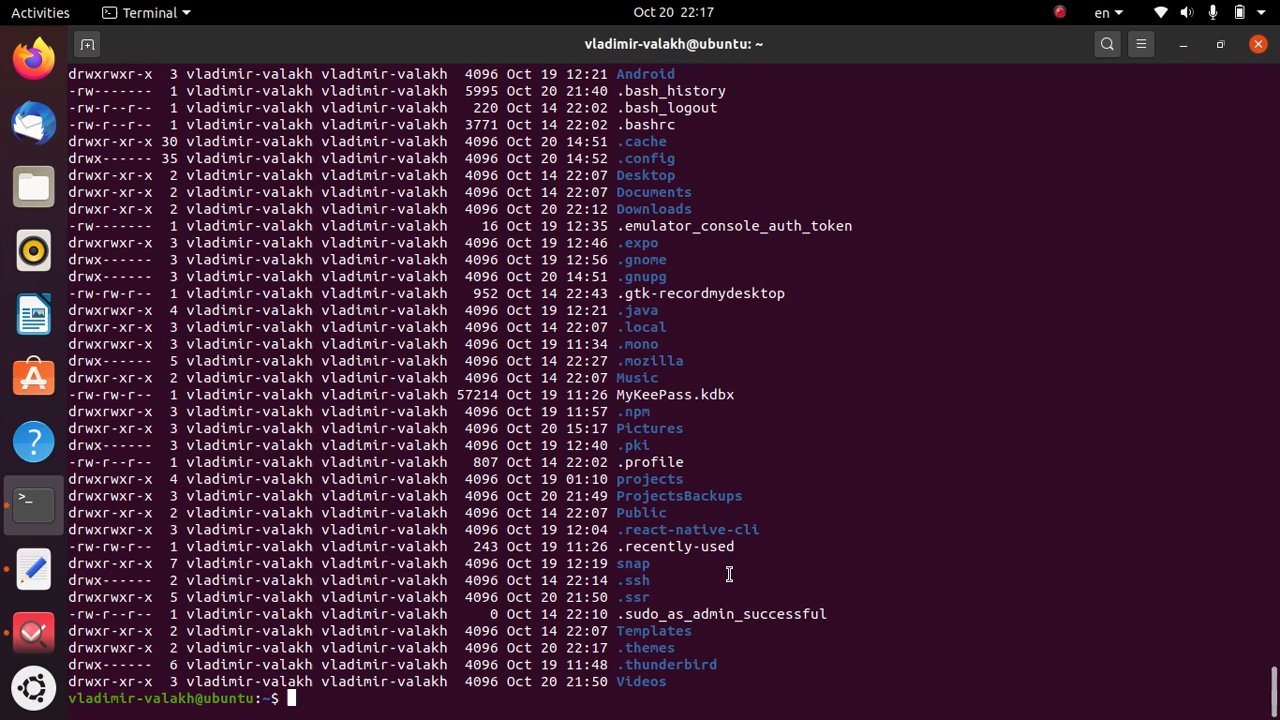 Activities Terminal Oct 20 22:17 en
vladimir-valakh@ubuntu: ~
drwxrwxr-x  3 vladimir-valakh vladimir-valakh  4096 Oct 19 12:21 Android
-rw-------  1 vladimir-valakh vladimir-valakh  5995 Oct 20 21:40 .bash_history
-rw-r--r--  1 vladimir-valakh vladimir-valakh   220 Oct 14 22:02 .bash_logout
-rw-r--r--  1 vladimir-valakh vladimir-valakh  3771 Oct 14 22:02 .bashrc
drwxr-xr-x 30 vladimir-valakh vladimir-valakh  4096 Oct 20 14:51 .cache
drwx------ 35 vladimir-valakh vladimir-valakh  4096 Oct 20 14:52 .config
drwxr-xr-x  2 vladimir-valakh vladimir-valakh  4096 Oct 14 22:07 Desktop
drwxr-xr-x  2 vladimir-valakh vladimir-valakh  4096 Oct 14 22:07 Documents
drwxr-xr-x  2 vladimir-valakh vladimir-valakh  4096 Oct 20 22:12 Downloads
-rw-------  1 vladimir-valakh vladimir-valakh    16 Oct 19 12:35 .emulator_console_auth_token
drwxrwxr-x  3 vladimir-valakh vladimir-valakh  4096 Oct 19 12:46 .expo
drwx------  3 vladimir-valakh vladimir-valakh  4096 Oct 19 12:56 .gnome
drwx------  3 vladimir-valakh vladimir-valakh  4096 Oct 20 14:51 .gnupg
-rw-rw-r--  1 vladimir-valakh vladimir-valakh   952 Oct 14 22:43 .gtk-recordmydesktop
drwxrwxr-x  4 vladimir-valakh vladimir-valakh  4096 Oct 19 12:21 .java
drwxr-xr-x  3 vladimir-valakh vladimir-valakh  4096 Oct 14 22:07 .local
drwxrwxr-x  3 vladimir-valakh vladimir-valakh  4096 Oct 19 11:34 .mono
drwx------  5 vladimir-valakh vladimir-valakh  4096 Oct 14 22:27 .mozilla
drwxr-xr-x  2 vladimir-valakh vladimir-valakh  4096 Oct 14 22:07 Music
-rw-rw-r--  1 vladimir-valakh vladimir-valakh 57214 Oct 19 11:26 MyKeePass.kdbx
drwxrwxr-x  3 vladimir-valakh vladimir-valakh  4096 Oct 19 11:57 .npm
drwxr-xr-x  3 vladimir-valakh vladimir-valakh  4096 Oct 20 15:17 Pictures
drwx------  3 vladimir-valakh vladimir-valakh  4096 Oct 19 12:40 .pki
-rw-r--r--  1 vladimir-valakh vladimir-valakh   807 Oct 14 22:02 .profile
drwxrwxr-x  4 vladimir-valakh vladimir-valakh  4096 Oct 19 01:10 projects
drwxrwxr-x  3 vladimir-valakh vladimir-valakh  4096 Oct 20 21:49 ProjectsBackups
drwxr-xr-x  2 vladimir-valakh vladimir-valakh  4096 Oct 14 22:07 Public
drwxrwxr-x  3 vladimir-valakh vladimir-valakh  4096 Oct 19 12:04 .react-native-cli
-rw-rw-r--  1 vladimir-valakh vladimir-valakh   243 Oct 19 11:26 .recently-used
drwxr-xr-x  7 vladimir-valakh vladimir-valakh  4096 Oct 19 12:19 snap
drwx------  2 vladimir-valakh vladimir-valakh  4096 Oct 14 22:14 .ssh
drwxrwxr-x  5 vladimir-valakh vladimir-valakh  4096 Oct 20 21:50 .ssr
-rw-r--r--  1 vladimir-valakh vladimir-valakh     0 Oct 14 22:10 .sudo_as_admin_successful
drwxr-xr-x  2 vladimir-valakh vladimir-valakh  4096 Oct 14 22:07 Templates
drwxrwxr-x  2 vladimir-valakh vladimir-valakh  4096 Oct 20 22:17 .themes
drwx------  6 vladimir-valakh vladimir-valakh  4096 Oct 19 11:48 .thunderbird
drwxr-xr-x  3 vladimir-valakh vladimir-valakh  4096 Oct 20 21:50 Videos
vladimir-valakh@ubuntu:~$